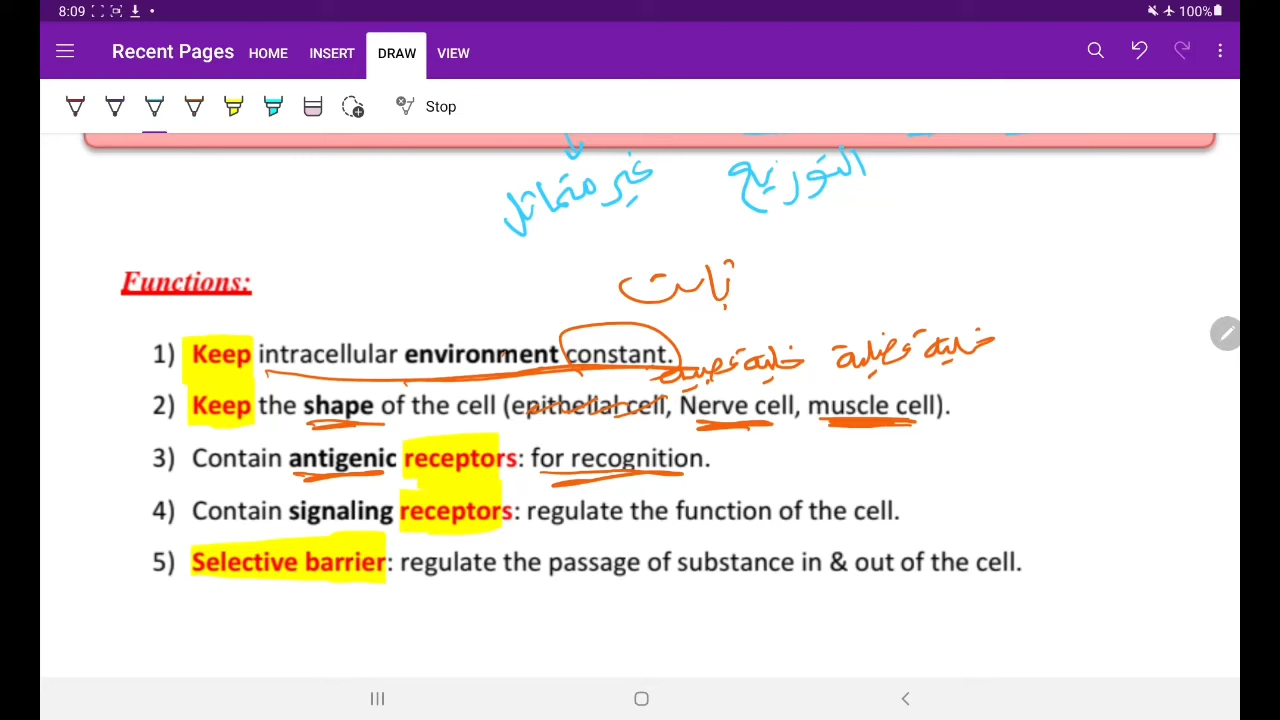 8:09 100%
Recent Pages HOME INSERT DRAW VIEW
Stop
التوزيع غير متماثل
Functions:
ثابت
1) Keep intracellular environment constant.
خلية عضلية خلية عصبية
2) Keep the shape of the cell (epithelial cell, Nerve cell, muscle cell).
3) Contain antigenic receptors: for recognition.
4) Contain signaling receptors: regulate the function of the cell.
5) Selective barrier: regulate the passage of substance in & out of the cell.